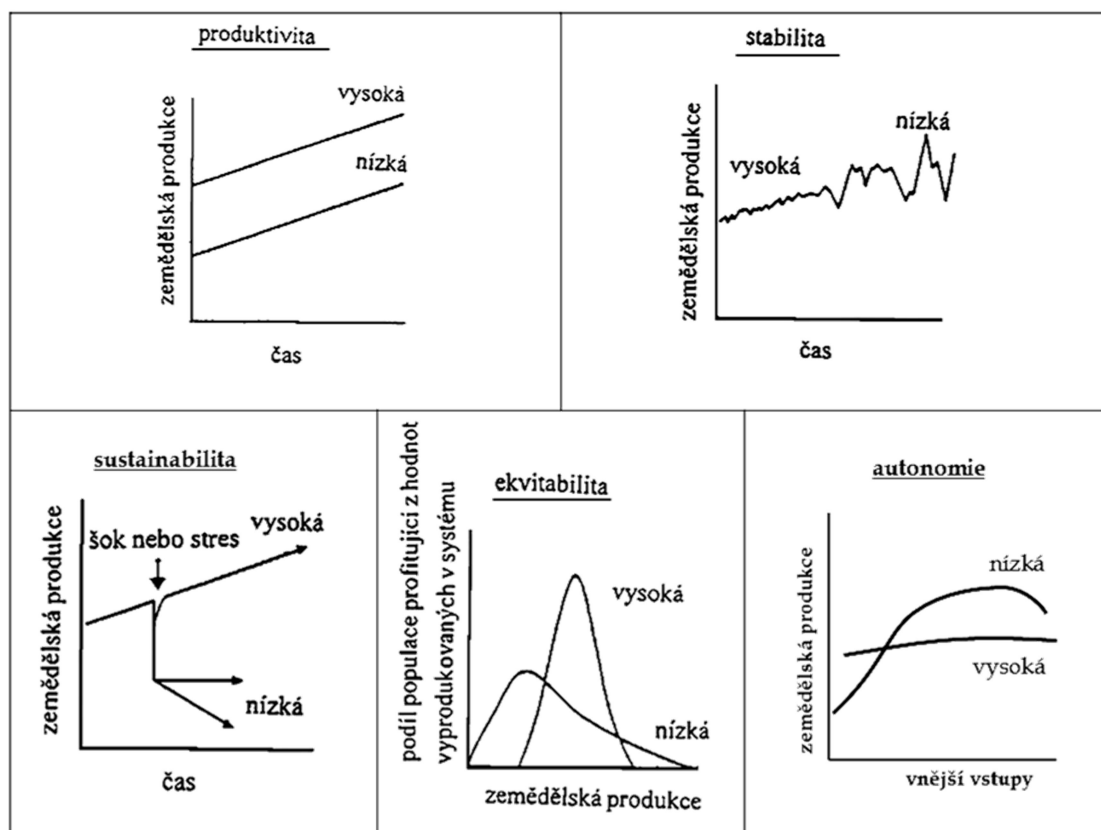 produktivita
zemědělská produkce
vysoká
nízká
čas
stabilita
zemědělská produkce
vysoká
nízká
čas
sustainabilita
zemědělská produkce
šok nebo stres
vysoká
nízká
čas
ekvitabilita
podíl populace profitující z hodnot
vyprodukovaných v systému
vysoká
nízká
zemědělská produkce
autonomie
zemědělská produkce
nízká
vysoká
vnější vstupy